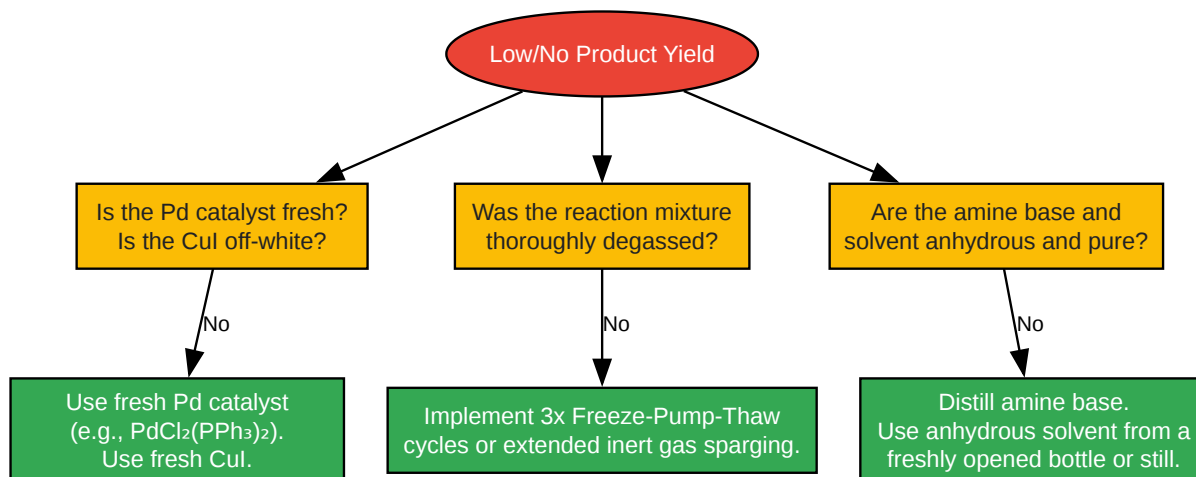 Low/No Product Yield
Is the Pd catalyst fresh?
Is the CuI off-white?
Was the reaction mixture
thoroughly degassed?
Are the amine base and
solvent anhydrous and pure?
No
No
No
Use fresh Pd catalyst
(e.g., PdCl₂(PPh₃)₂).
Use fresh CuI.
Implement 3x Freeze-Pump-Thaw
cycles or extended inert gas sparging.
Distill amine base.
Use anhydrous solvent from a
freshly opened bottle or still.